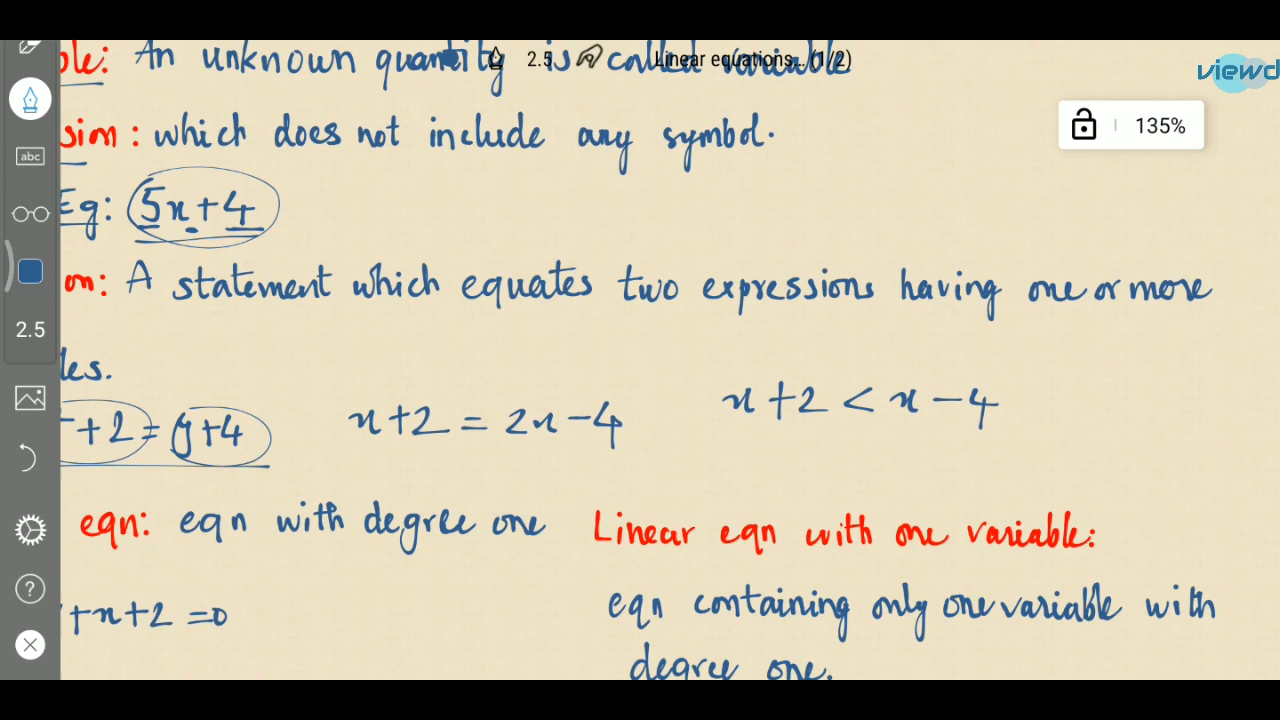 ble: An unknown quantity is called variable
2.5 Linear equations... (1/2)
viewd
sion: which does not include any symbol.
135%
abc
Eg: 5x+4
on: A statement which equates two expressions having one or more
les.
2.5
+2 = y+4 x+2 = 2x-4 x+2 < x-4
eqn: eqn with degree one
Linear eqn with one variable:
+x+2 =0
eqn containing only one variable with
degree one.